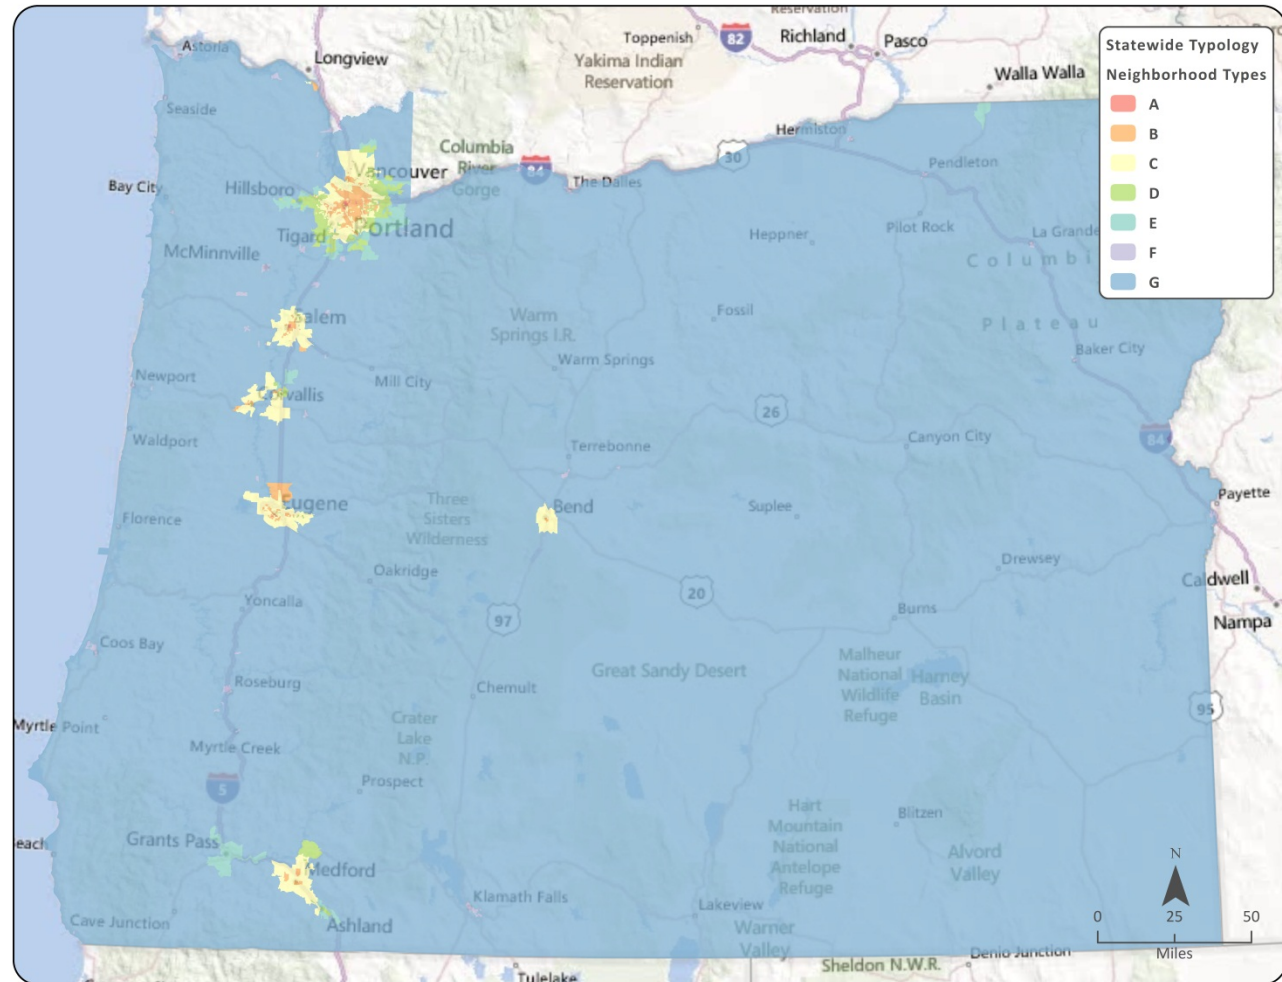 Reservation
Astoria
Longview
Toppenish
82
Richland
Pasco
Yakima Indian
Reservation
Walla Walla
Statewide Typology
Neighborhood Types
A
B
C
D
E
F
G
Seaside
Hermiston
Columbia
River
Gorge
84
30
Vancouver
The Dalles
Pendleton
Bay City
Hillsboro
Portland
Tigard
Heppner
Pilot Rock
La Grande
McMinnville
Columbi
Plateau
Salem
Warm
Springs I.R.
Fossil
Baker City
Warm Springs
Newport
Mill City
Corvallis
26
Waldport
Terrebonne
Canyon City
84
Eugene
Three
Sisters
Wilderness
Bend
Suplee
Payette
Florence
Oakridge
Drewsey
Caldwell
Yoncalla
97
20
Burns
Nampa
Coos Bay
Great Sandy Desert
Malheur
National
Wildlife
Refuge
Harney
Basin
Roseburg
Chemult
95
Myrtle Point
Crater
Lake
N.P.
Myrtle Creek
5
Prospect
Hart
Mountain
National
Antelope
Refuge
Blitzen
Alvord
Valley
each
Grants Pass
Medford
N
Klamath Falls
Lakeview
0 25 50
Miles
Cave Junction
Ashland
Warner
Valley
Denio Junction
Sheldon N.W.R.
Tulelake